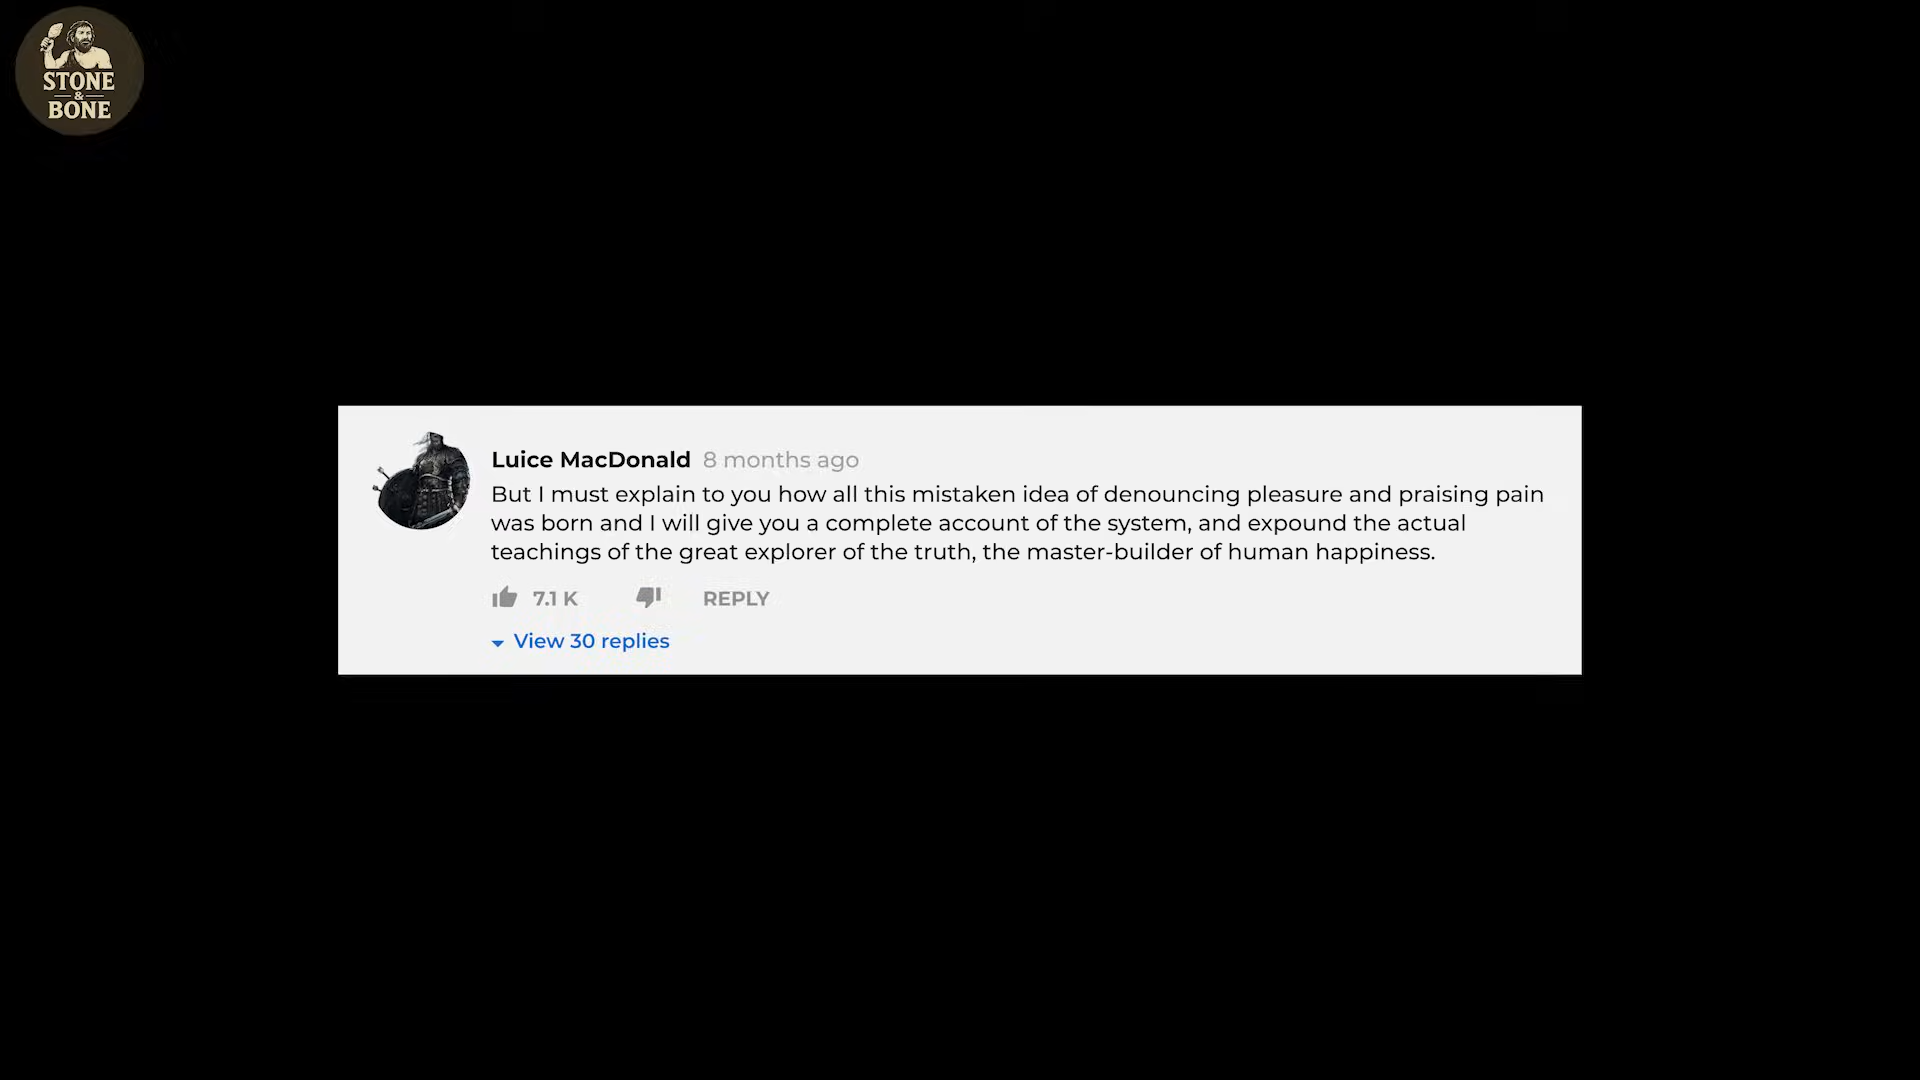 STONE
&
BONE
Luice MacDonald 8 months ago
But I must explain to you how all this mistaken idea of denouncing pleasure and praising pain
was born and I will give you a complete account of the system, and expound the actual
teachings of the great explorer of the truth, the master-builder of human happiness.
7.1 K REPLY
View 30 replies